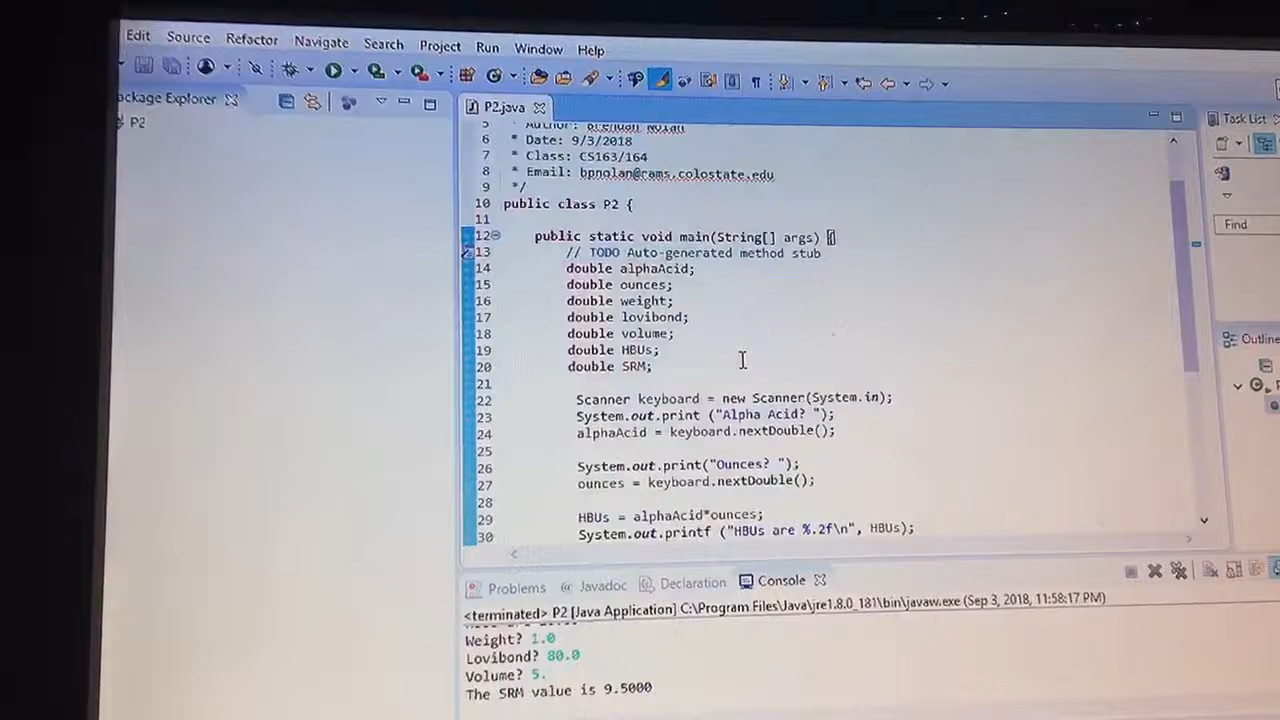 Edit Source Refactor Navigate Search Project Run Window Help
ackage Explorer
P2
P2.java
5 * Author: Brendan Nolan
6 * Date: 9/3/2018
7 * Class: CS163/164
8 * Email: bpnolan@rams.colostate.edu
9 */
10 public class P2 {
11
12 public static void main(String[] args) {
13 // TODO Auto-generated method stub
14 double alphaAcid;
15 double ounces;
16 double weight;
17 double lovibond;
18 double volume;
19 double HBUs;
20 double SRM;
21
22 Scanner keyboard = new Scanner(System.in);
23 System.out.print ("Alpha Acid? ");
24 alphaAcid = keyboard.nextDouble();
25
26 System.out.print("Ounces? ");
27 ounces = keyboard.nextDouble();
28
29 HBUs = alphaAcid*ounces;
30 System.out.printf ("HBUs are %.2f\n", HBUs);
Task List
Find
Outline
Problems @ Javadoc Declaration Console
<terminated> P2 [Java Application] C:\Program Files\Java\jre1.8.0_181\bin\javaw.exe (Sep 3, 2018, 11:58:17 PM)
Weight? 1.0
Lovibond? 80.0
Volume? 5.
The SRM value is 9.5000